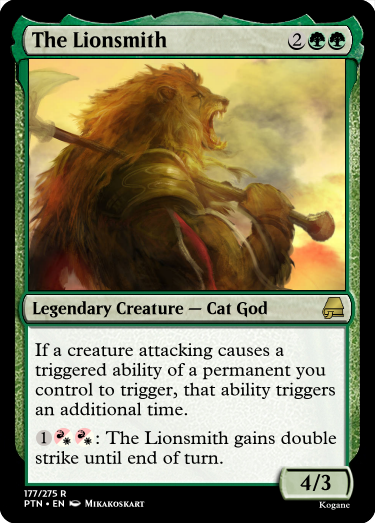 The Lionsmith 2
Legendary Creature — Cat God
If a creature attacking causes a
triggered ability of a permanent you
control to trigger, that ability triggers
an additional time.
1 : The Lionsmith gains double
strike until end of turn.
4/3
177/275 R
PTN • EN Mikakoskart
Kogane